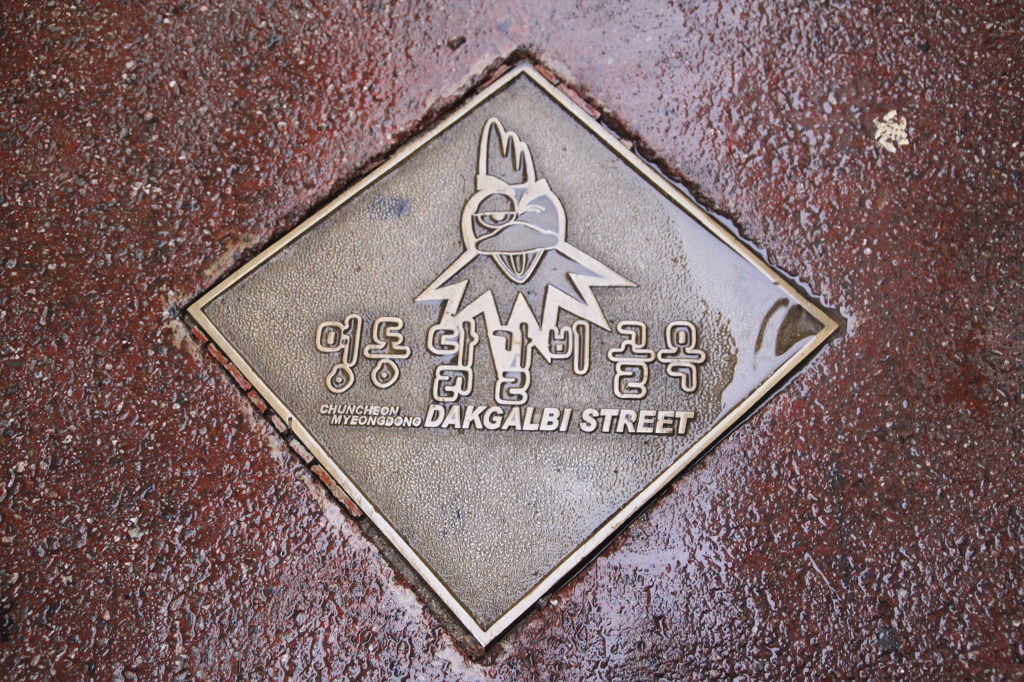 명동 닭갈비 골목
CHUNCHEON
MYEONGDONG DAKGALBI STREET